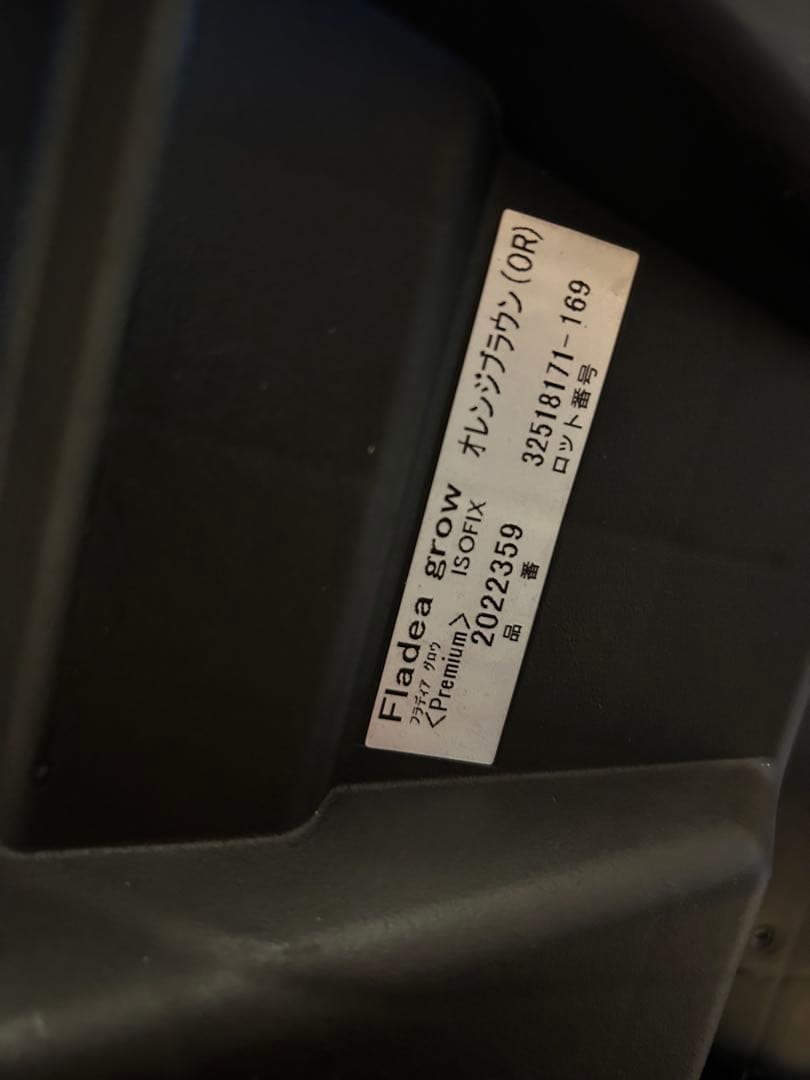 Fladea grow オレンジブラウン(OR)
フラディア グロウ
〈Premium〉 ISOFIX
2022359 32518171-169
品番 ロット番号